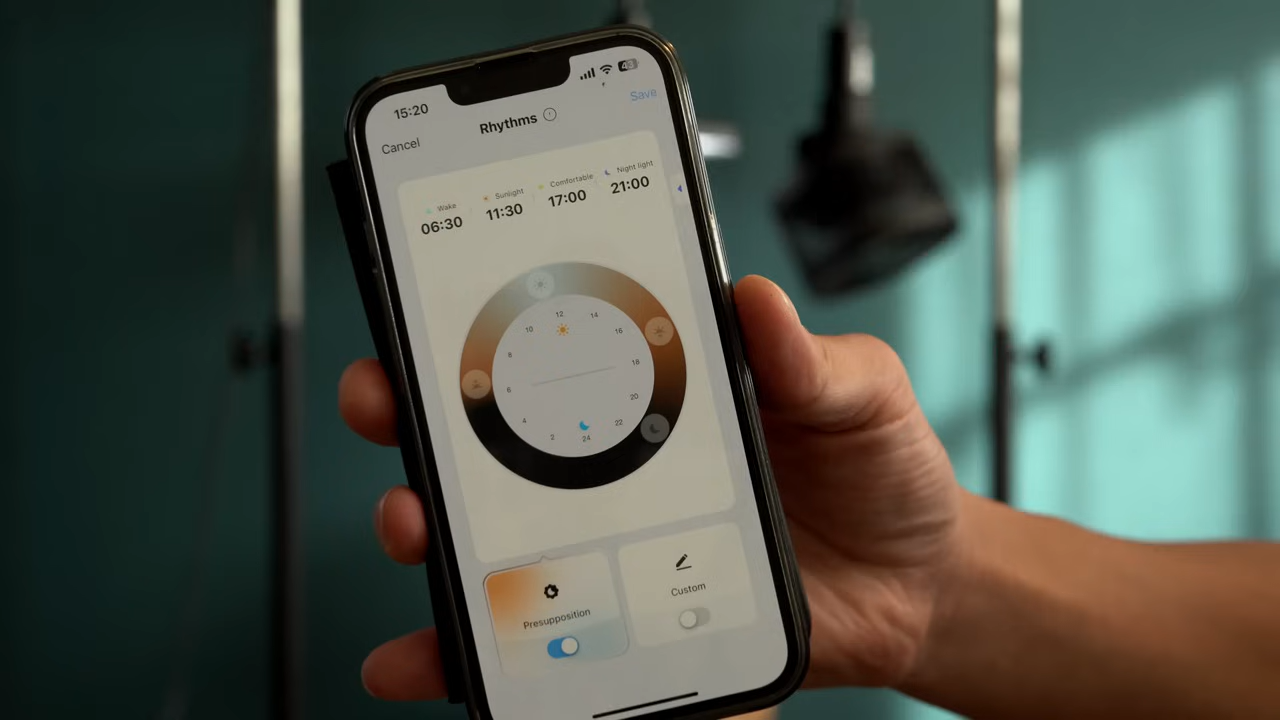 15:20
43
Cancel
Rhythms
Save
Wake
Sunlight
Comfortable
Night light
06:30
11:30
17:00
21:00
12
14
10
16
8
18
6
20
4
22
2
24
Presupposition
Custom